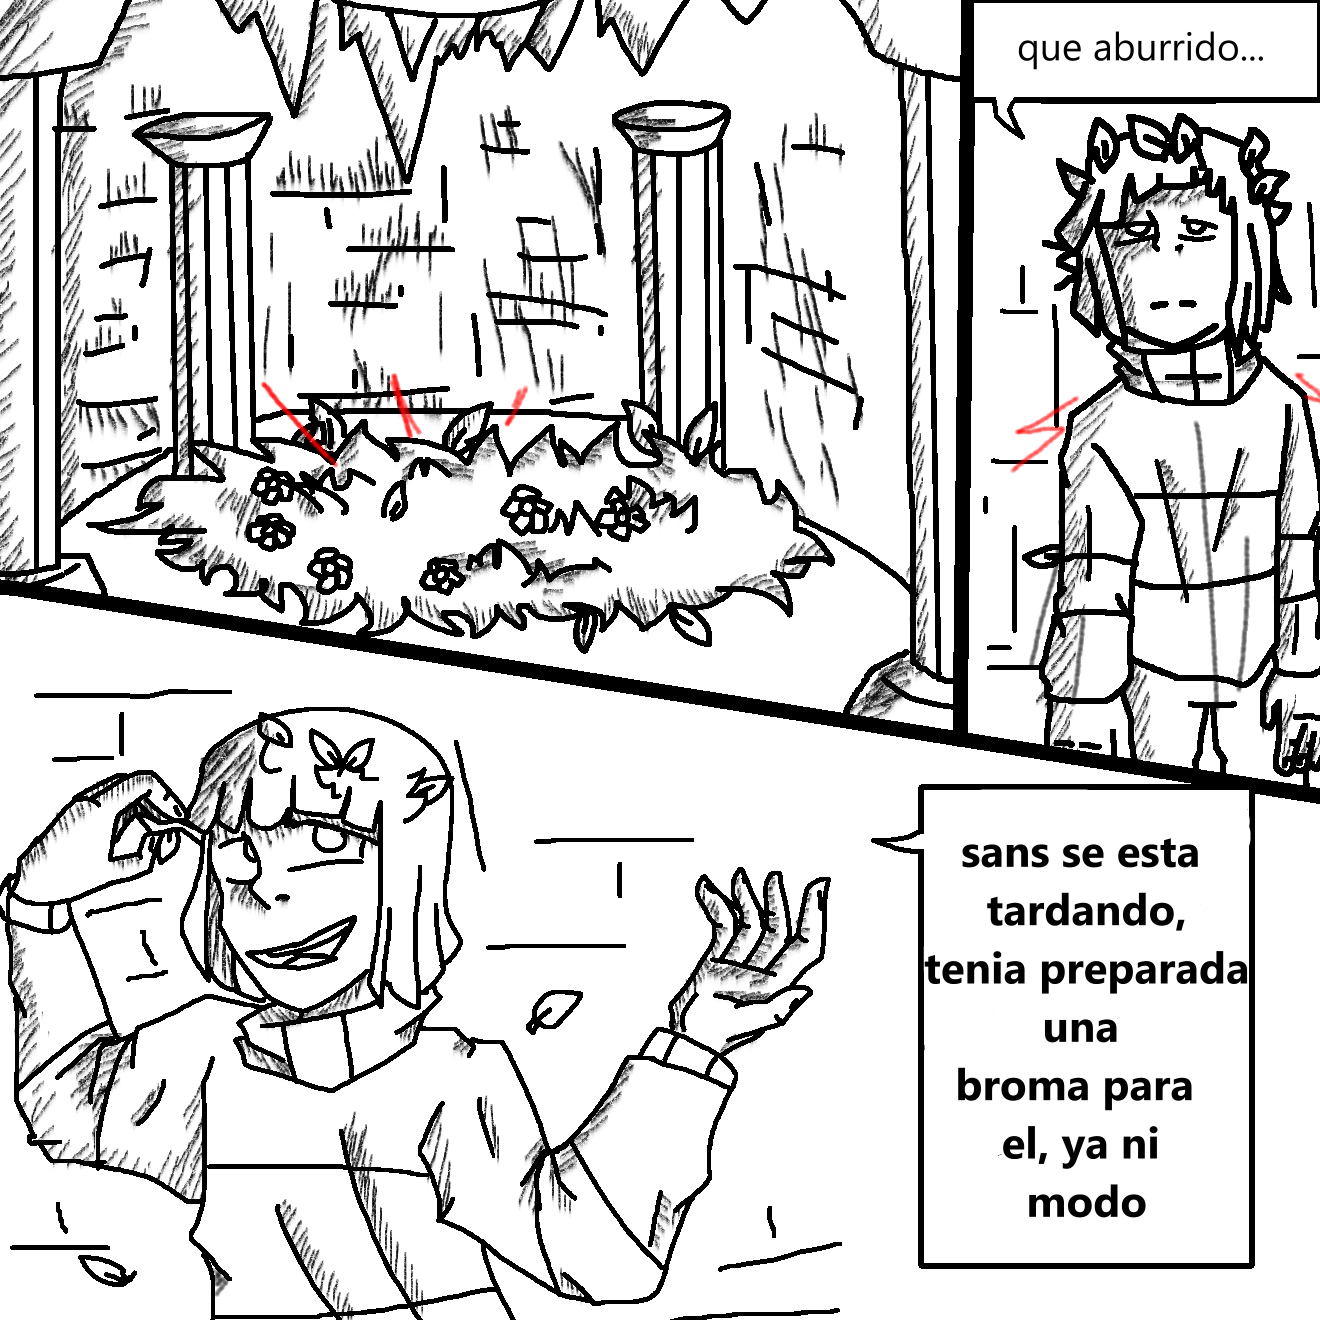 que aburrido...
sans se esta
tardando,
tenia preparada
una
broma para
el, ya ni
modo